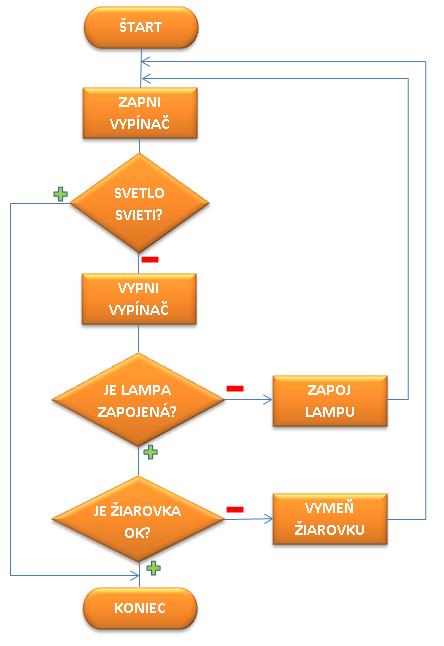 ŠTART
ZAPNI
VYPÍNAČ
SVETLO
SVIETI?
VYPNI
VYPÍNAČ
JE LAMPA
ZAPOJENÁ?
ZAPOJ
LAMPU
JE ŽIAROVKA
OK?
VYMEŇ
ŽIAROVKU
KONIEC